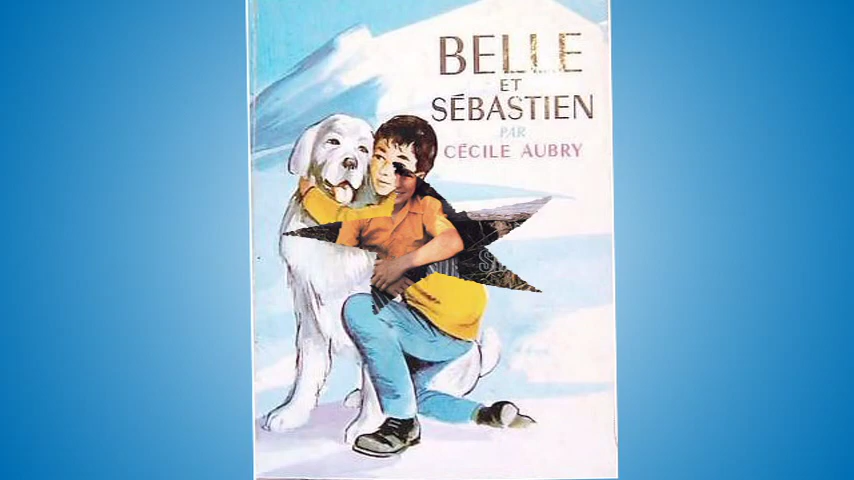 BELLE
ET
SÉBASTIEN
PAR
CÉCILE AUBRY